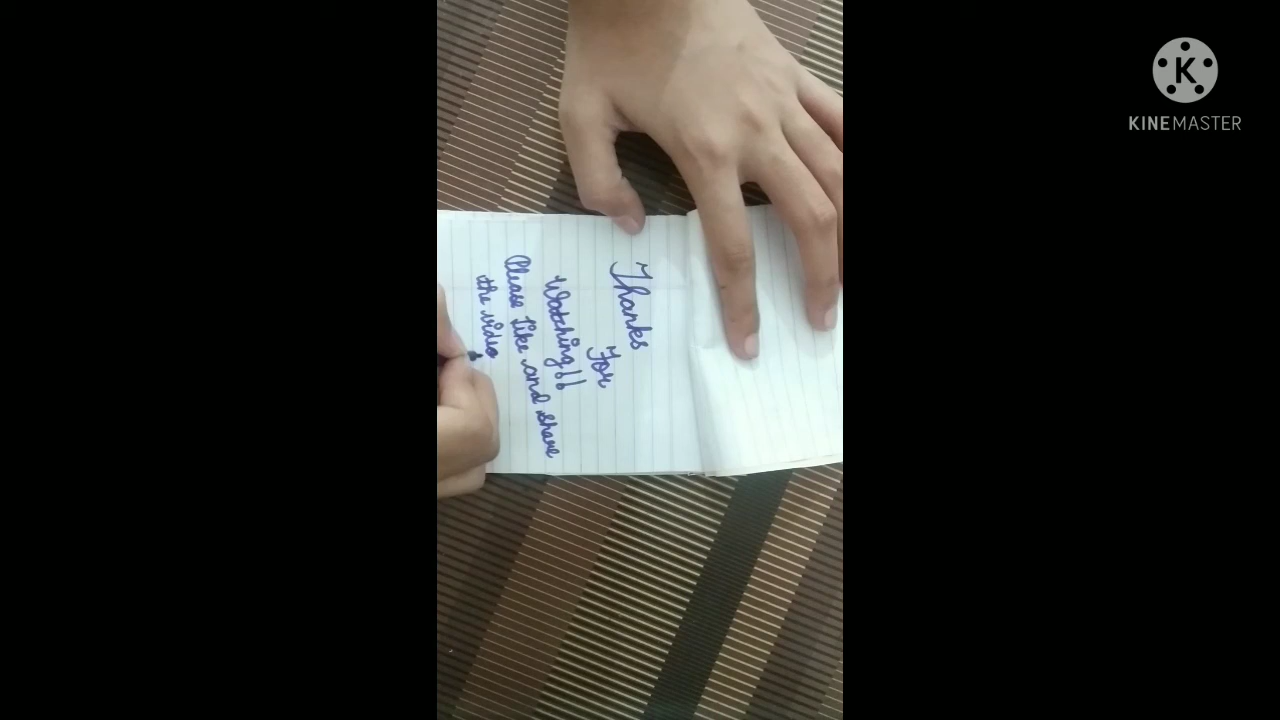 Thanks
For
Watching!!
Please like and share
the video
KINEMASTER